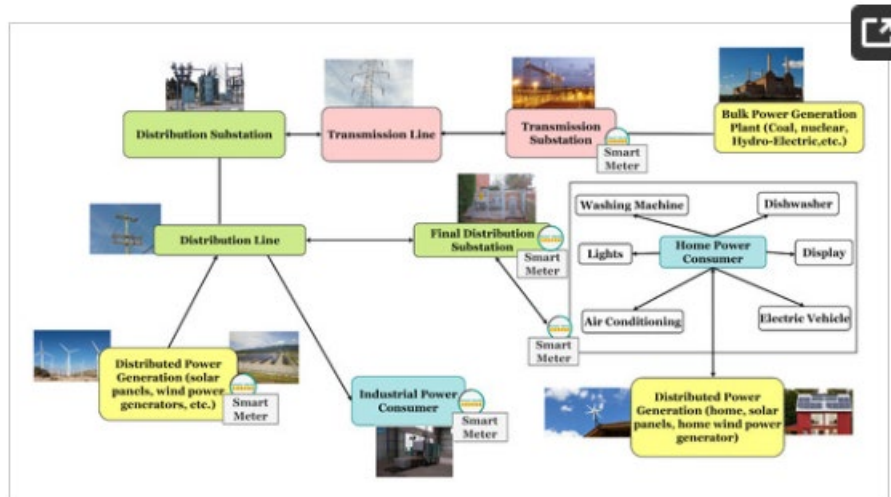 Distribution Substation
Transmission Line
Transmission
Substation
Smart
Meter
Bulk Power Generation
Plant (Coal, nuclear,
Hydro-Electric,etc.)
Distribution Line
Final Distribution
Substation
Smart
Meter
Washing Machine
Dishwasher
Home Power
Consumer
Lights
Display
Air Conditioning
Electric Vehicle
Smart
Meter
Distributed Power
Generation (solar
panels, wind power
generators, etc.)
Smart
Meter
Industrial Power
Consumer
Smart
Meter
Distributed Power
Generation (home, solar
panels, home wind power
generator)